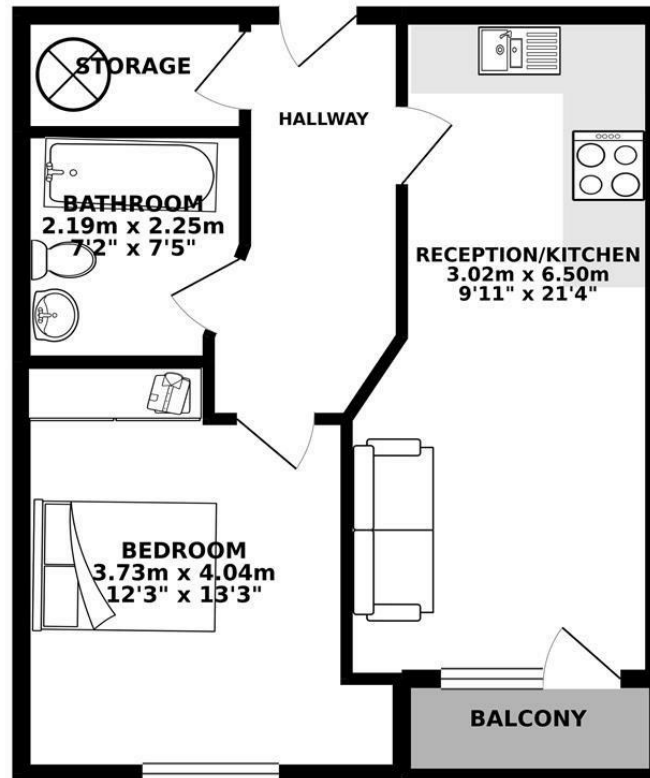 STORAGE
HALLWAY
BATHROOM
2.19m x 2.25m
7'2" x 7'5"
RECEPTION/KITCHEN
3.02m x 6.50m
9'11" x 21'4"
BEDROOM
3.73m x 4.04m
12'3" x 13'3"
BALCONY